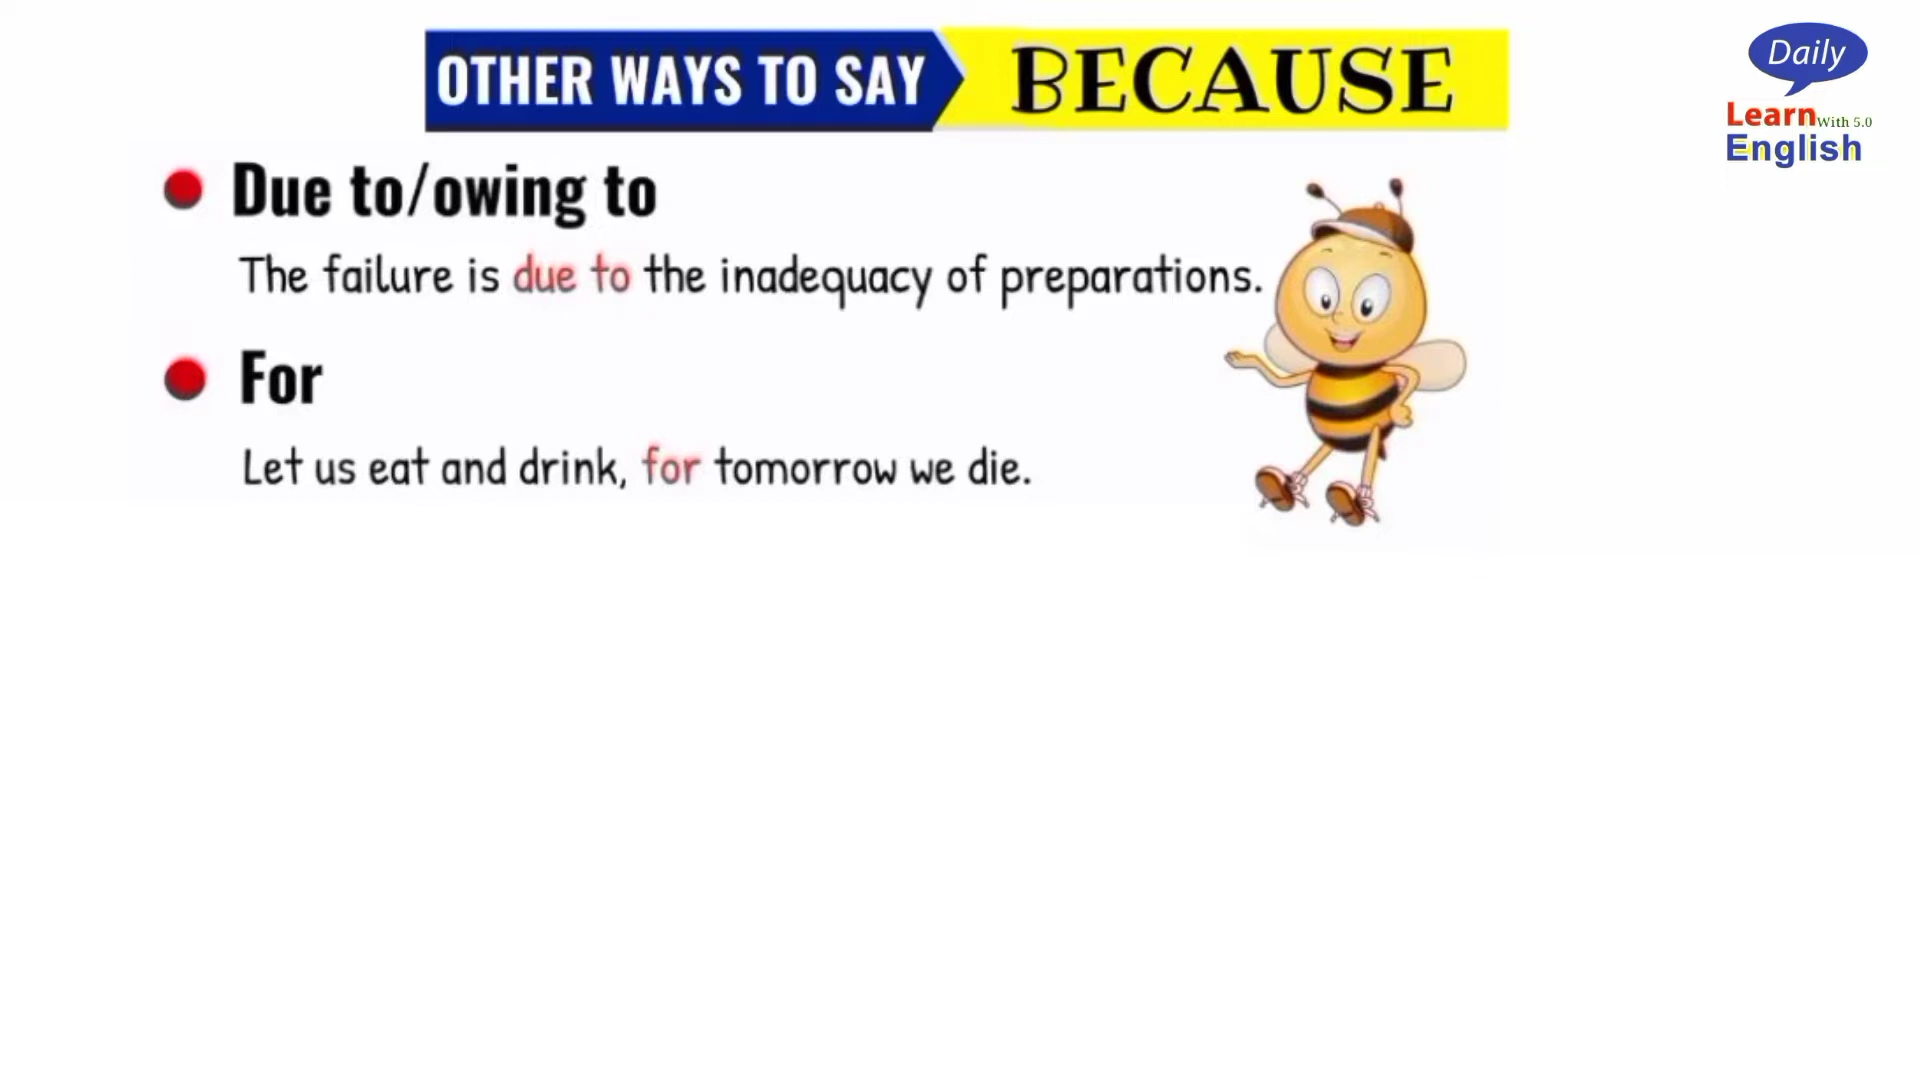 OTHER WAYS TO SAY BECAUSE
Daily
Learn With 5.0
English
Due to/owing to
The failure is due to the inadequacy of preparations.
For
Let us eat and drink, for tomorrow we die.